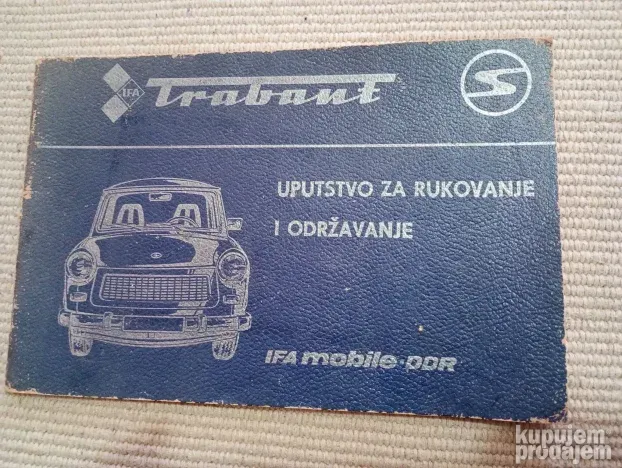 IFA Trabant S
UPUTSTVO ZA RUKOVANJE
I ODRŽAVANJE
IFA mobile-DDR
kupujem
prodajem